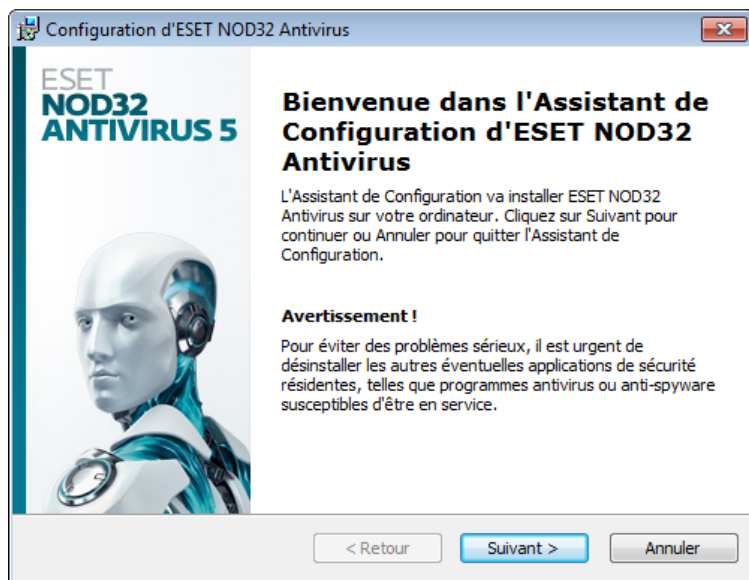 Configuration d'ESET NOD32 Antivirus
ESET
NOD32
ANTIVIRUS 5
Bienvenue dans l'Assistant de
Configuration d'ESET NOD32
Antivirus
L'Assistant de Configuration va installer ESET NOD32
Antivirus sur votre ordinateur. Cliquez sur Suivant pour
continuer ou Annuler pour quitter l'Assistant de
Configuration.
Avertissement !
Pour éviter des problèmes sérieux, il est urgent de
désinstaller les autres éventuelles applications de sécurité
résidentes, telles que programmes antivirus ou anti-spyware
susceptibles d'être en service.
< Retour
Suivant >
Annuler